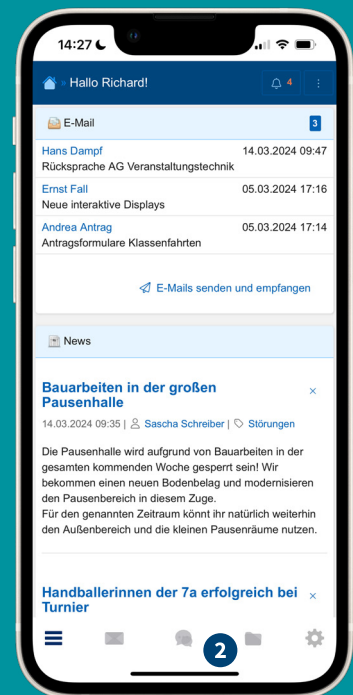 14:27
» Hallo Richard!
4
E-Mail
3
Hans Dampf 14.03.2024 09:47
Rücksprache AG Veranstaltungstechnik
Ernst Fall 05.03.2024 17:16
Neue interaktive Displays
Andrea Antrag 05.03.2024 17:14
Antragsformulare Klassenfahrten
E-Mails senden und empfangen
News
Bauarbeiten in der großen
Pausenhalle
×
14.03.2024 09:35 | Sascha Schreiber | Störungen
Die Pausenhalle wird aufgrund von Bauarbeiten in der
gesamten kommenden Woche gesperrt sein! Wir
bekommen einen neuen Bodenbelag und modernisieren
den Pausenbereich in diesem Zuge.
Für den genannten Zeitraum könnt ihr natürlich weiterhin
den Außenbereich und die kleinen Pausenräume nutzen.
Handballerinnen der 7a erfolgreich bei
Turnier
×
2